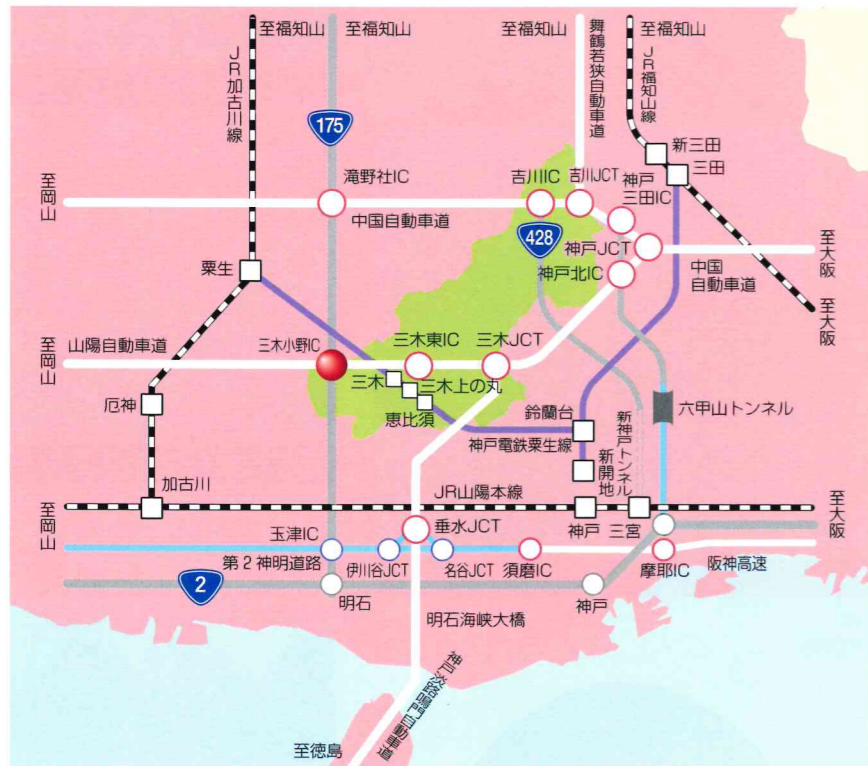 至福知山
至福知山
至福知山
至福知山
JR加古川線
舞鶴若狭自動車道
JR福知山線
175
新三田
三田
滝野社IC
吉川IC
吉川JCT
神戸
三田IC
至岡山
中国自動車道
428
神戸JCT
至大阪
粟生
神戸北IC
中国
自動車道
至大阪
山陽自動車道
三木小野IC
三木東IC
三木JCT
至岡山
三木
三木上の丸
恵比須
厄神
鈴蘭台
六甲山トンネル
神戸電鉄粟生線
新神戸トンネル
新開地
加古川
JR山陽本線
至岡山
神戸
三宮
至大阪
玉津IC
垂水JCT
第2神明道路
伊川谷JCT
名谷JCT
須磨IC
摩耶IC
阪神高速
2
明石
神戸
明石海峡大橋
神戸淡路鳴門自動車道
至徳島